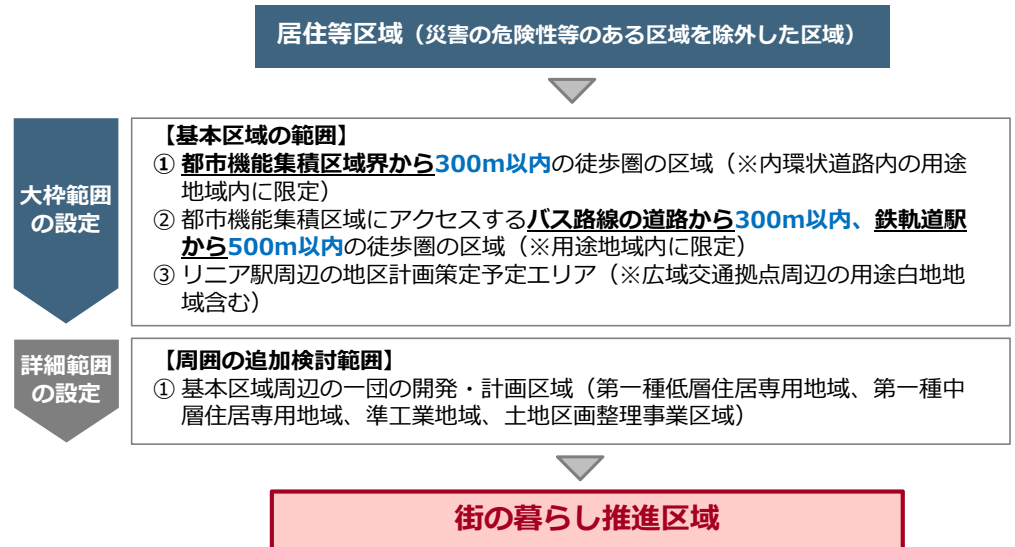 居住等区域（災害の危険性等のある区域を除外した区域）
大枠範囲
の設定
【基本区域の範囲】
① 都市機能集積区域界から300m以内の徒歩圏の区域（※内環状道路内の用途
地域内に限定）
② 都市機能集積区域にアクセスするバス路線の道路から300m以内、鉄軌道駅
から500m以内の徒歩圏の区域（※用途地域内に限定）
③ リニア駅周辺の地区計画策定予定エリア（※広域交通拠点周辺の用途白地地
域含む）
詳細範囲
の設定
【周囲の追加検討範囲】
① 基本区域周辺の一団の開発・計画区域（第一種低層住居専用地域、第一種中
層住居専用地域、準工業地域、土地区画整理事業区域）
街の暮らし推進区域